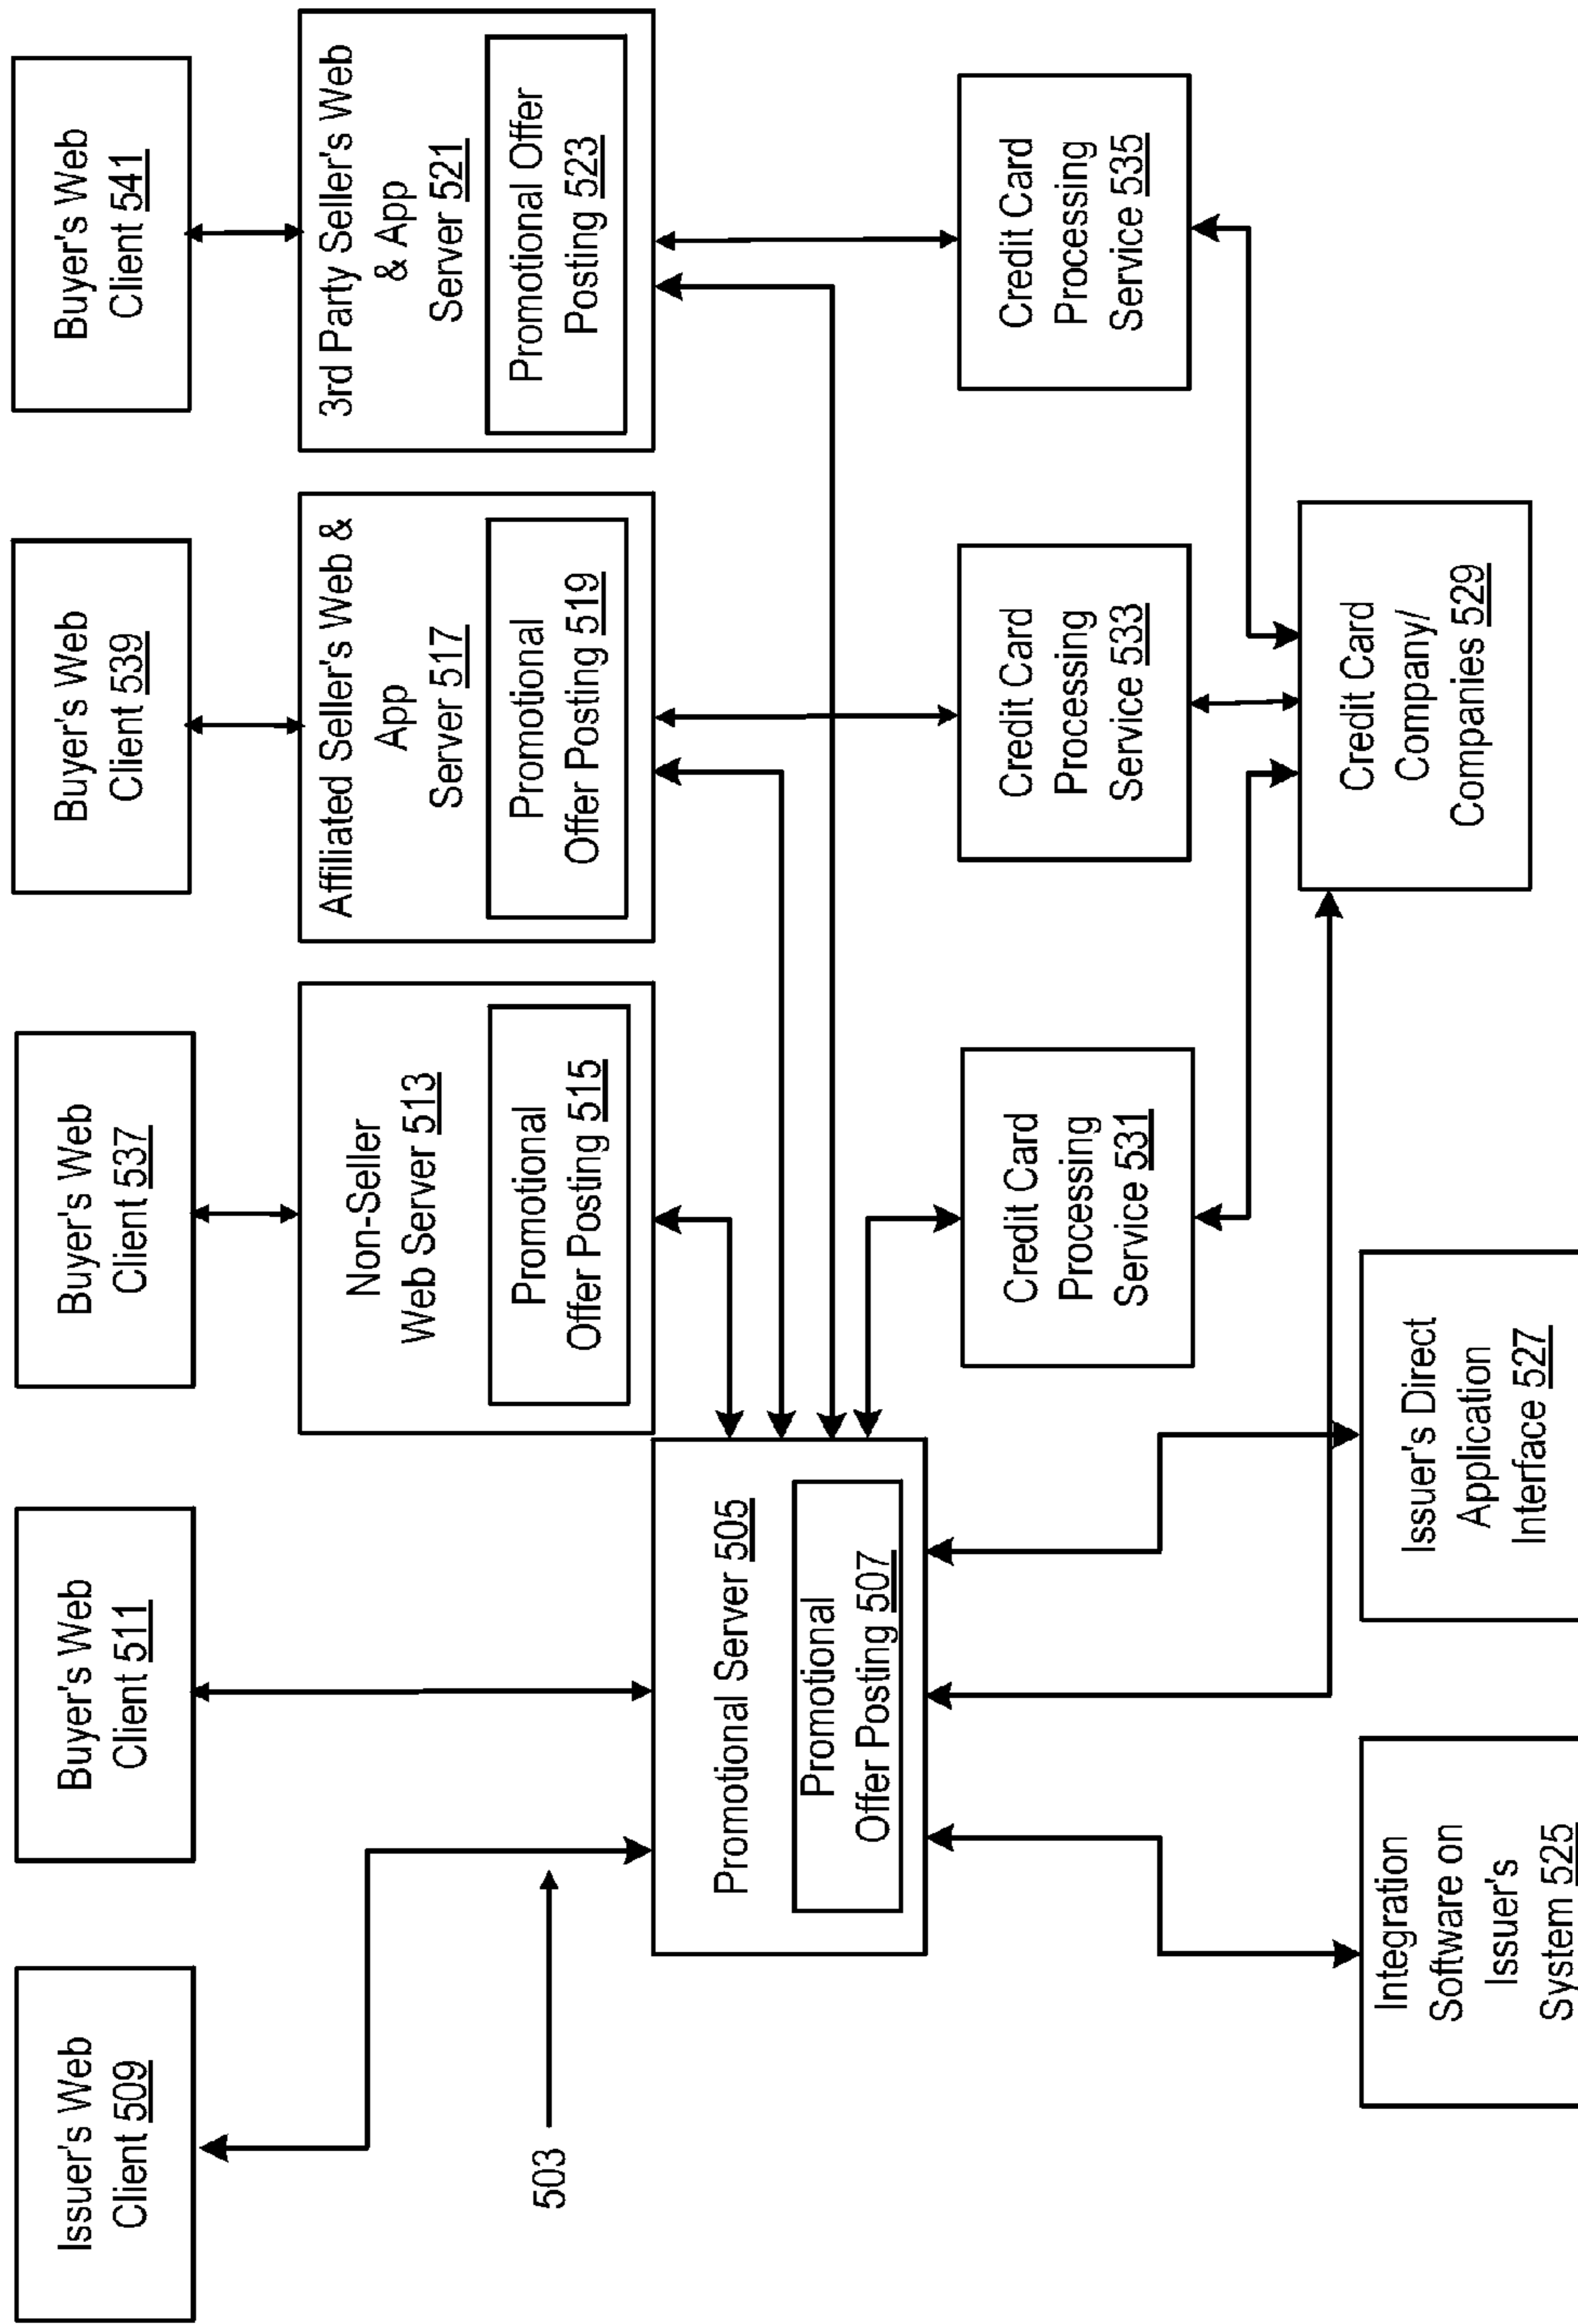 Issuer's Web
Client 509
Buyer's Web
Client 511
Buyer's Web
Client 537
Buyer's Web
Client 539
Buyer's Web
Client 541
503
Promotional Server 505
Promotional
Offer Posting 507
Non-Seller
Web Server 513
Promotional
Offer Posting 515
Affiliated Seller's Web &
App
Server 517
Promotional
Offer Posting 519
3rd Party Seller's Web
& App
Server 521
Promotional Offer
Posting 523
Credit Card
Processing
Service 531
Credit Card
Processing
Service 533
Credit Card
Processing
Service 535
Integration
Software on
Issuer's
System 525
Issuer's Direct
Application
Interface 527
Credit Card
Company/
Companies 529